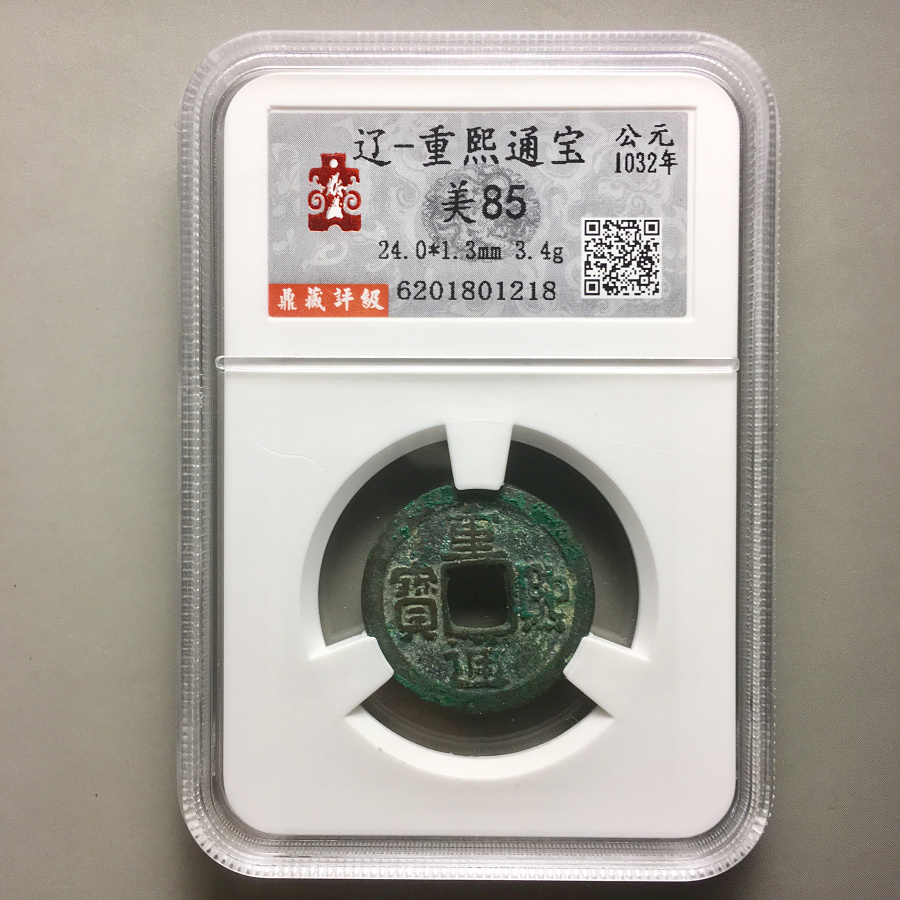 辽-重熙通宝
公元
1032年
美85
24.0*1.3mm 3.4g
鼎藏評級 6201801218
重熙通寶